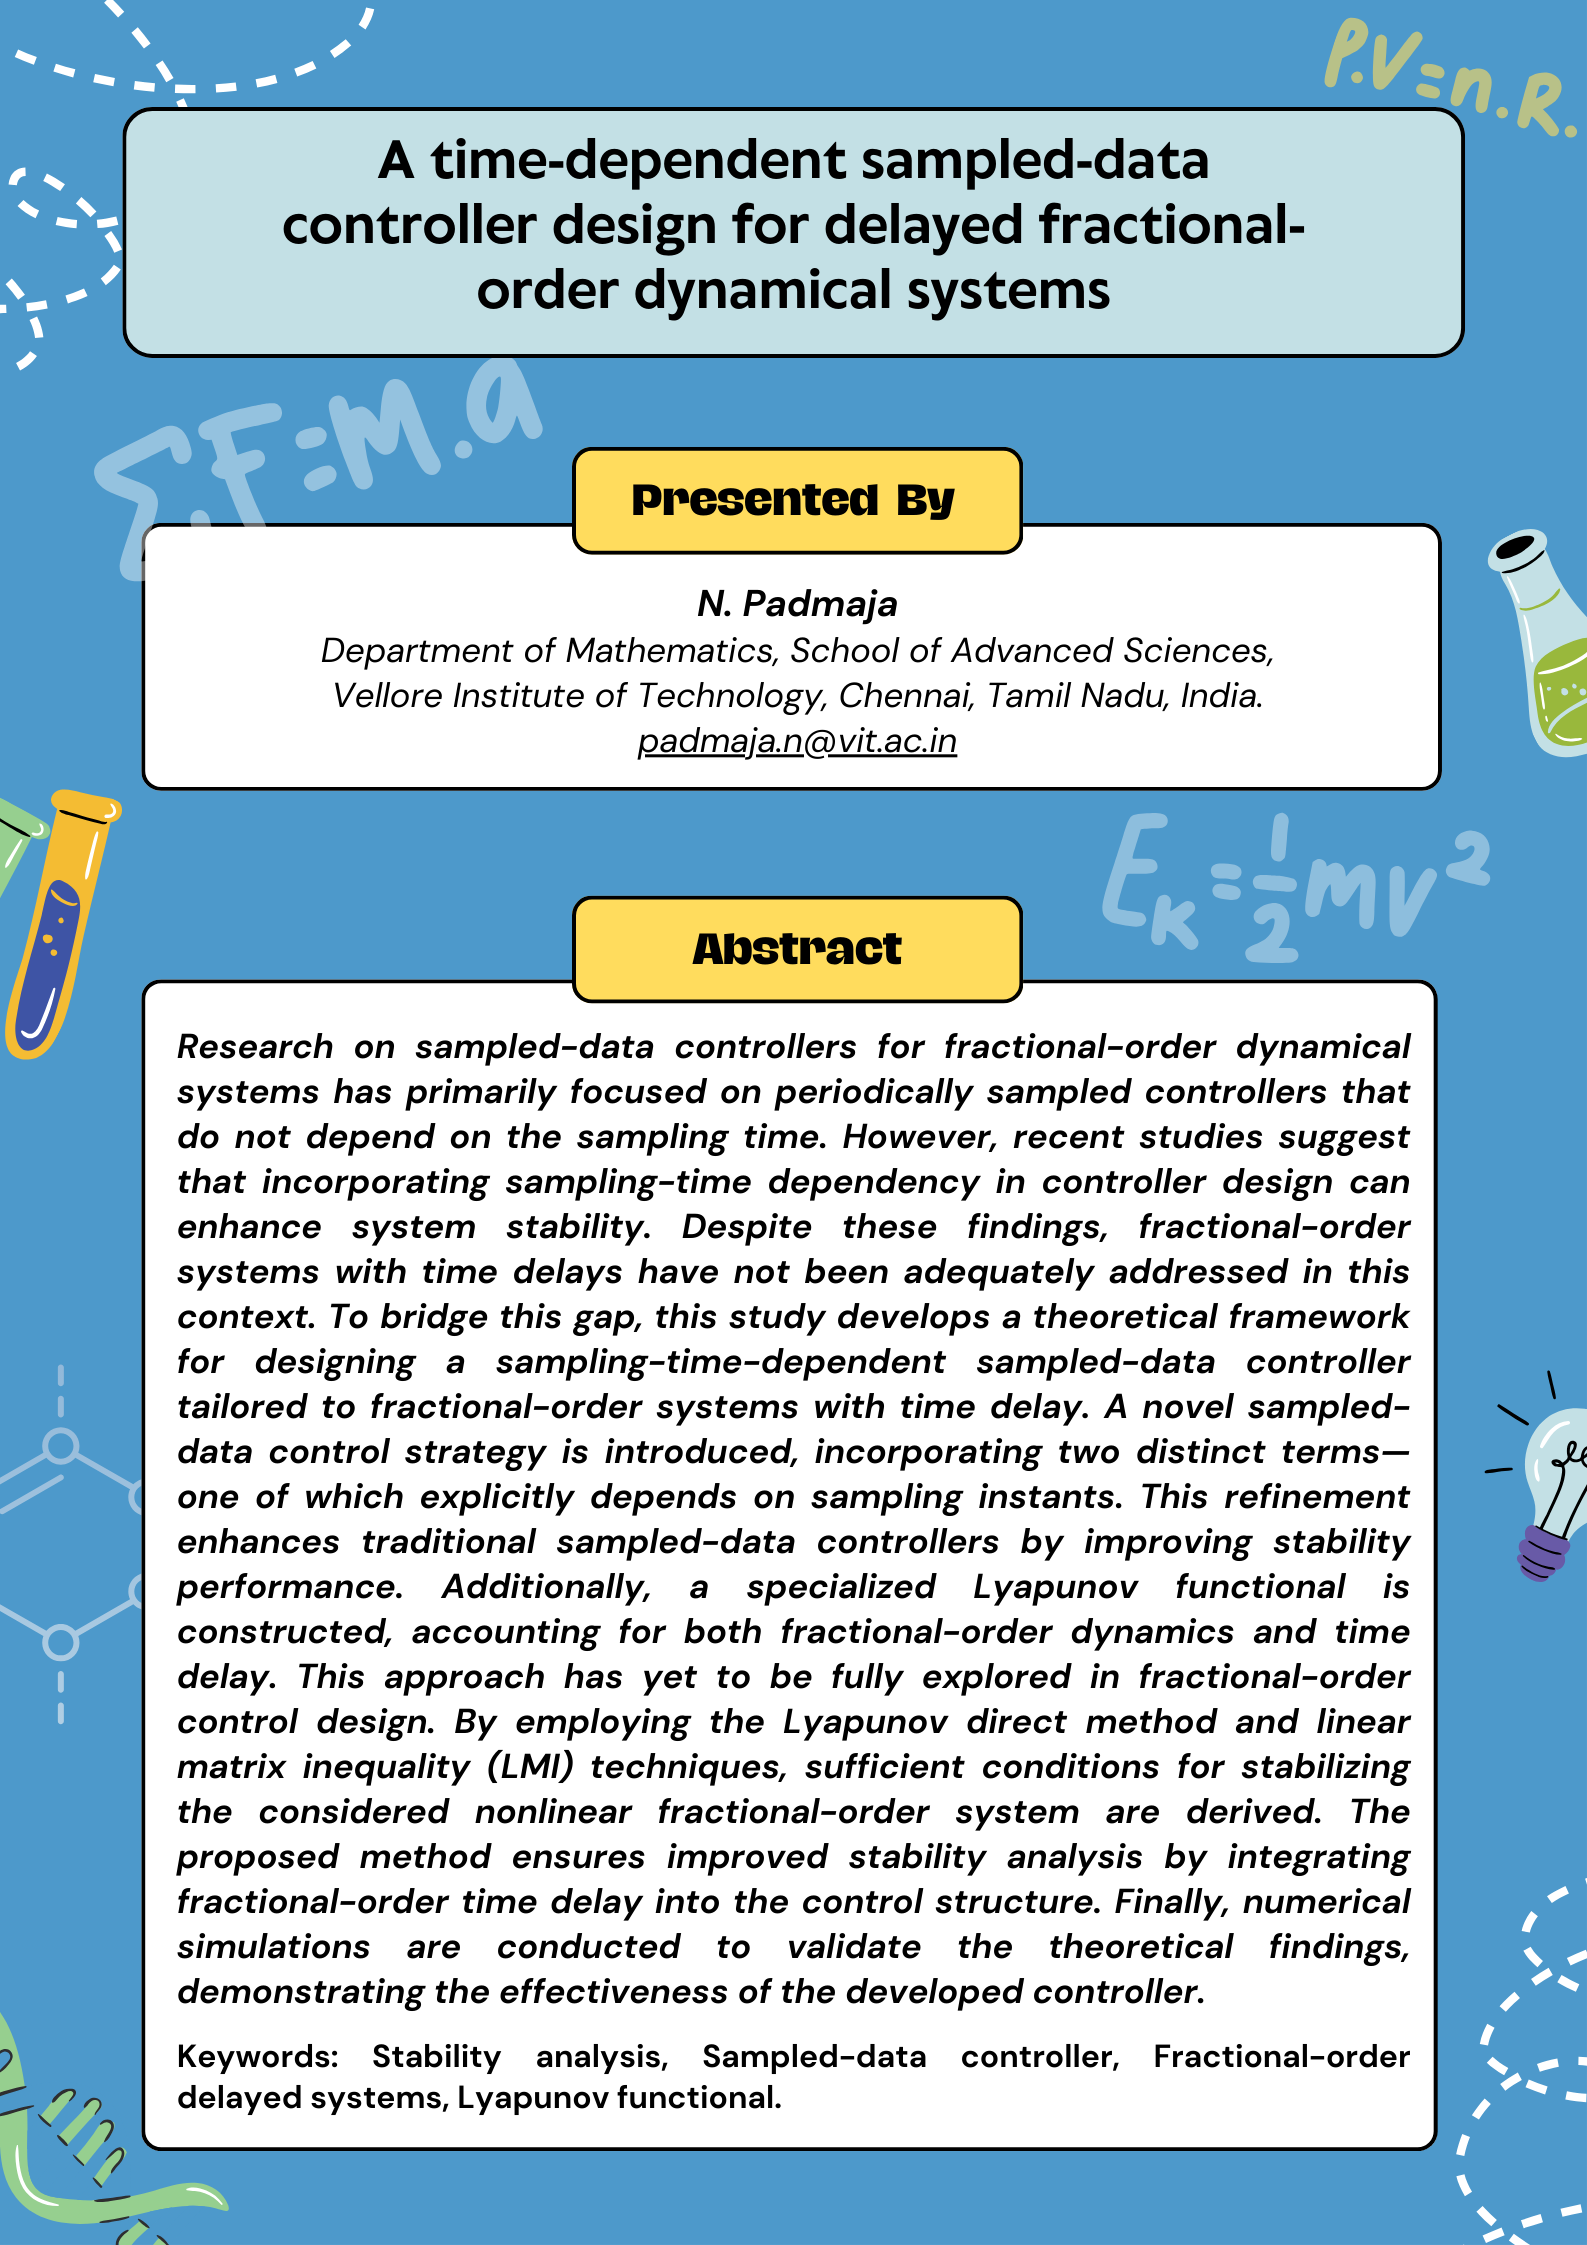 P.V=n.R.
A time-dependent sampled-data
controller design for delayed fractional-
order dynamical systems
Σ.F=M.a
Presented By
N. Padmaja
Department of Mathematics, School of Advanced Sciences,
Vellore Institute of Technology, Chennai, Tamil Nadu, India.
padmaja.n@vit.ac.in
Eₖ=½mv²
Abstract
Research on sampled-data controllers for fractional-order dynamical
systems has primarily focused on periodically sampled controllers that
do not depend on the sampling time. However, recent studies suggest
that incorporating sampling-time dependency in controller design can
enhance system stability. Despite these findings, fractional-order
systems with time delays have not been adequately addressed in this
context. To bridge this gap, this study develops a theoretical framework
for designing a sampling-time-dependent sampled-data controller
tailored to fractional-order systems with time delay. A novel sampled-
data control strategy is introduced, incorporating two distinct terms—
one of which explicitly depends on sampling instants. This refinement
enhances traditional sampled-data controllers by improving stability
performance. Additionally, a specialized Lyapunov functional is
constructed, accounting for both fractional-order dynamics and time
delay. This approach has yet to be fully explored in fractional-order
control design. By employing the Lyapunov direct method and linear
matrix inequality (LMI) techniques, sufficient conditions for stabilizing
the considered nonlinear fractional-order system are derived. The
proposed method ensures improved stability analysis by integrating
fractional-order time delay into the control structure. Finally, numerical
simulations are conducted to validate the theoretical findings,
demonstrating the effectiveness of the developed controller.
Keywords: Stability analysis, Sampled-data controller, Fractional-order
delayed systems, Lyapunov functional.